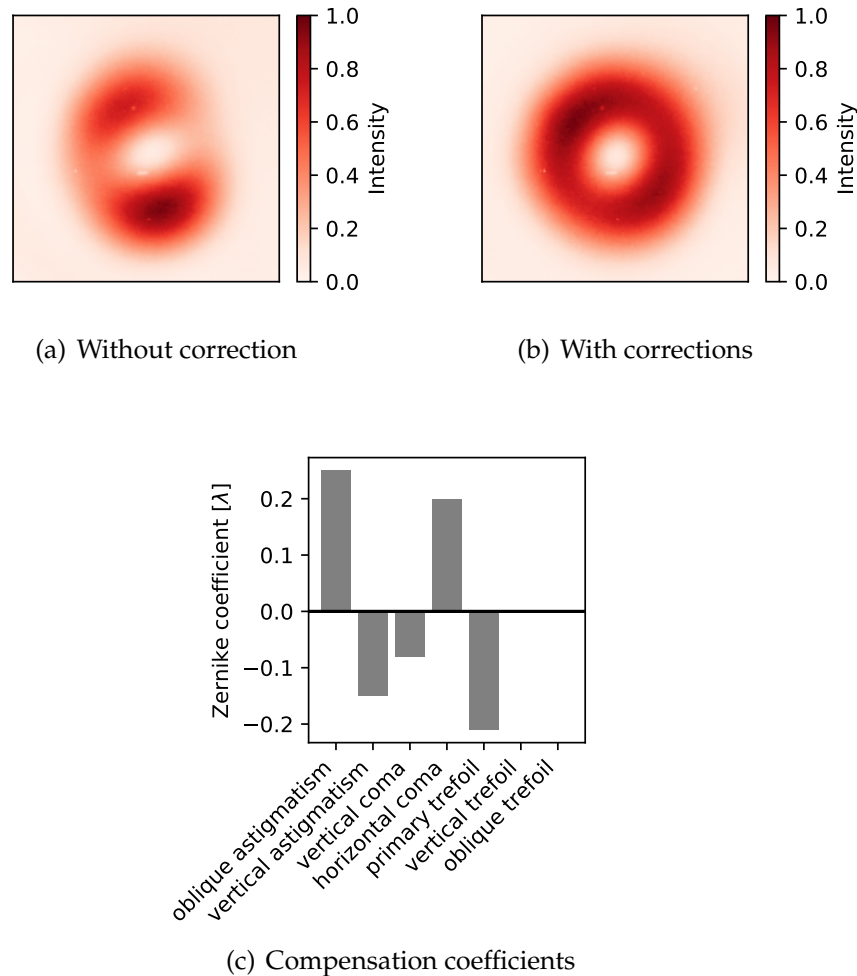 1.0
0.8
0.6
0.4
0.2
0.0
Intensity
1.0
0.8
0.6
0.4
0.2
0.0
Intensity
(a) Without correction
(b) With corrections
Zernike coefficient [λ]
0.2
0.1
0.0
−0.1
−0.2
oblique astigmatism
vertical astigmatism
vertical coma
horizontal coma
primary trefoil
vertical trefoil
oblique trefoil
(c) Compensation coefficients